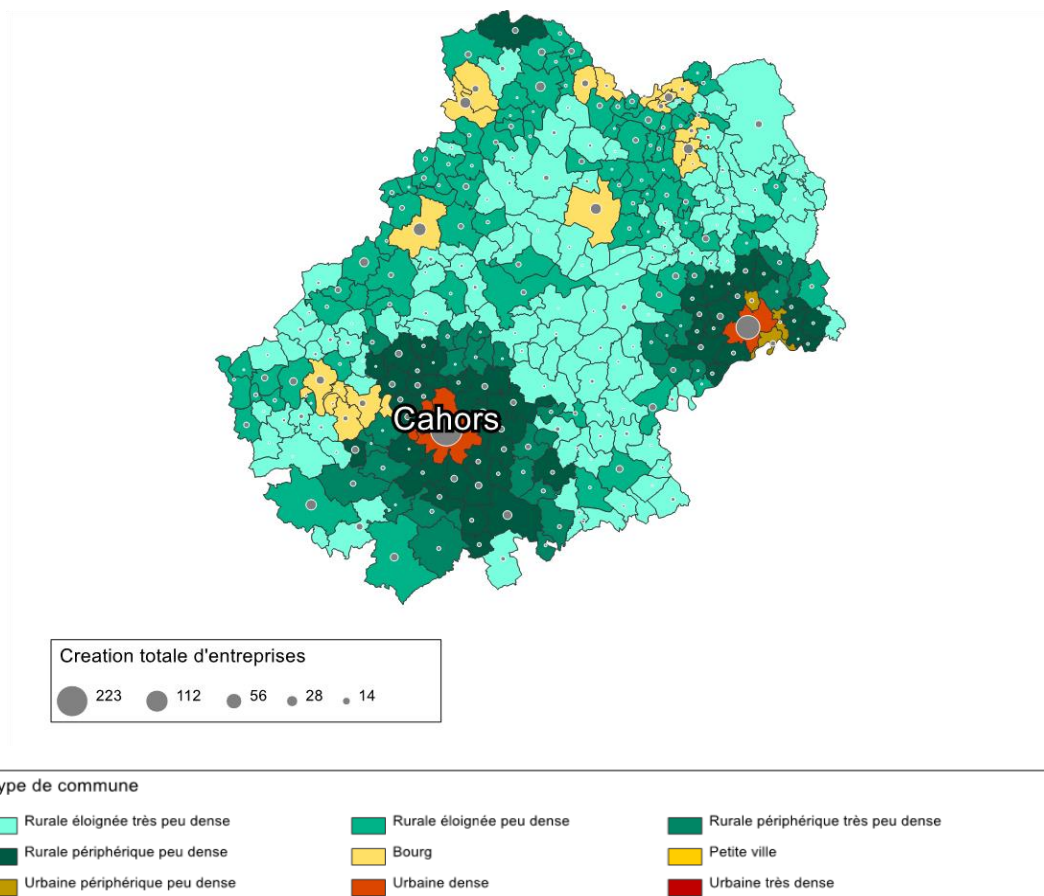 Cahors
Creation totale d'entreprises
223 112 56 28 14
ype de commune
Rurale éloignée très peu dense Rurale éloignée peu dense Rurale périphérique très peu dense
Rurale périphérique peu dense Bourg Petite ville
Urbaine périphérique peu dense Urbaine dense Urbaine très dense